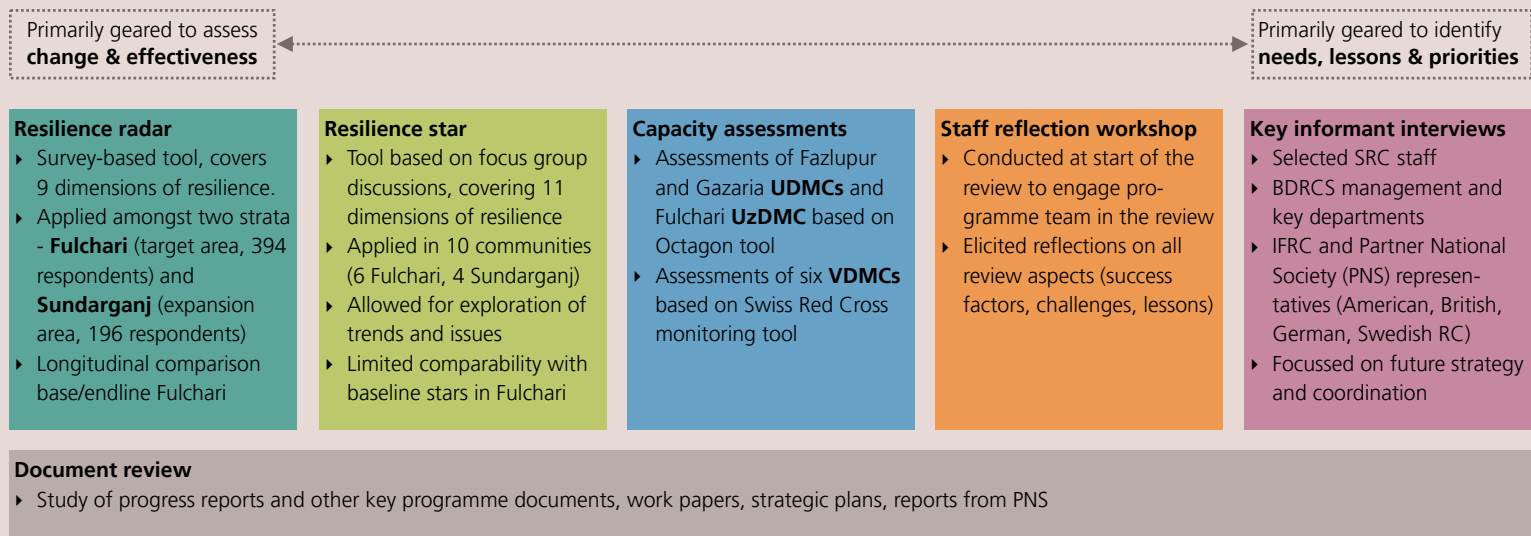 Primarily geared to assess
change & effectiveness
Primarily geared to identify
needs, lessons & priorities
Resilience radar
‣ Survey-based tool, covers
9 dimensions of resilience.
‣ Applied amongst two strata
- Fulchari (target area, 394
respondents) and
Sundarganj (expansion
area, 196 respondents)
‣ Longitudinal comparison
base/endline Fulchari
Resilience star
‣ Tool based on focus group
discussions, covering 11
dimensions of resilience
‣ Applied in 10 communities
(6 Fulchari, 4 Sundarganj)
‣ Allowed for exploration of
trends and issues
‣ Limited comparability with
baseline stars in Fulchari
Capacity assessments
‣ Assessments of Fazlupur
and Gazaria UDMCs and
Fulchari UzDMC based on
Octagon tool
‣ Assessments of six VDMCs
based on Swiss Red Cross
monitoring tool
Staff reflection workshop
‣ Conducted at start of the
review to engage pro-
gramme team in the review
‣ Elicited reflections on all
review aspects (success
factors, challenges, lessons)
Key informant interviews
‣ Selected SRC staff
‣ BDRCS management and
key departments
‣ IFRC and Partner National
Society (PNS) represen-
tatives (American, British,
German, Swedish RC)
‣ Focussed on future strategy
and coordination
Document review
‣ Study of progress reports and other key programme documents, work papers, strategic plans, reports from PNS